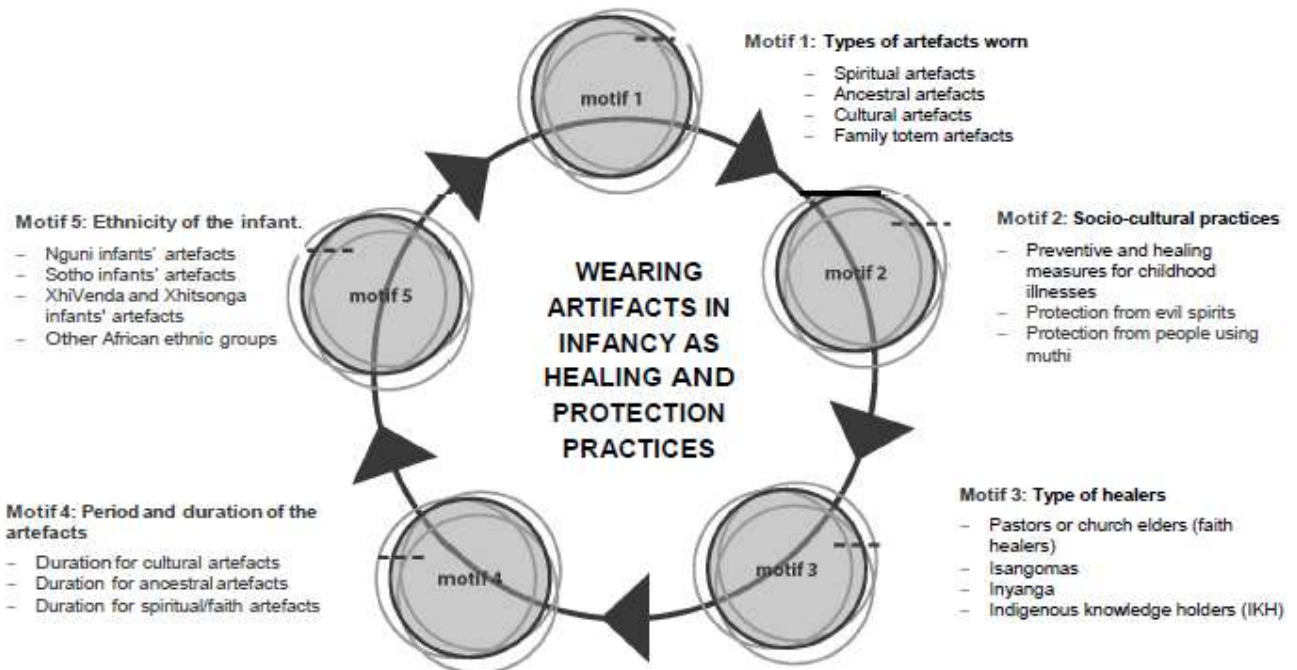 motif 1
Motif 1: Types of artefacts worn
– Spiritual artefacts
– Ancestral artefacts
– Cultural artefacts
– Family totem artefacts
motif 2
Motif 2: Socio-cultural practices
– Preventive and healing
measures for childhood
illnesses
– Protection from evil spirits
– Protection from people using
muthi
motif 3
Motif 3: Type of healers
– Pastors or church elders (faith
healers)
– Isangomas
– Inyanga
– Indigenous knowledge holders (IKH)
motif 4
Motif 4: Period and duration of the
artefacts
– Duration for cultural artefacts
– Duration for ancestral artefacts
– Duration for spiritual/faith artefacts
motif 5
Motif 5: Ethnicity of the infant.
– Nguni infants' artefacts
– Sotho infants' artefacts
– XhiVenda and Xhitsonga
infants' artefacts
– Other African ethnic groups
WEARING
ARTIFACTS IN
INFANCY AS
HEALING AND
PROTECTION
PRACTICES